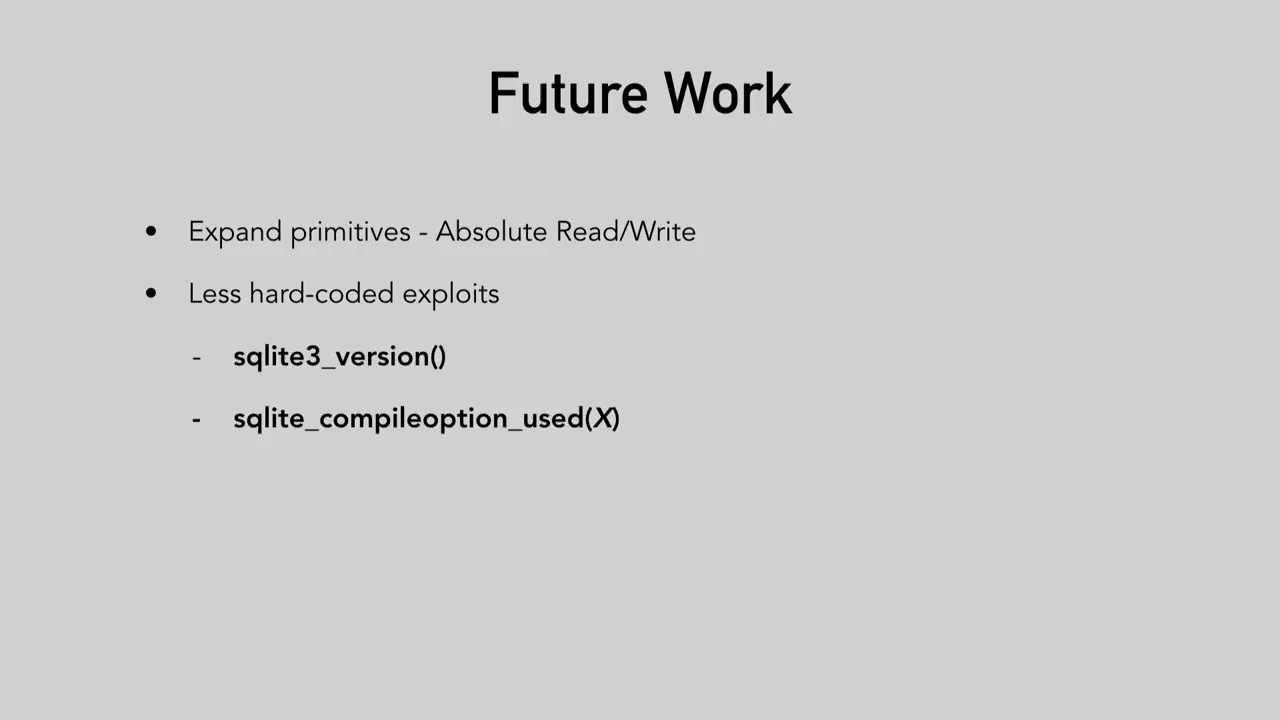 Future Work
• Expand primitives - Absolute Read/Write
• Less hard-coded exploits
- sqlite3_version()
- sqlite_compileoption_used(X)